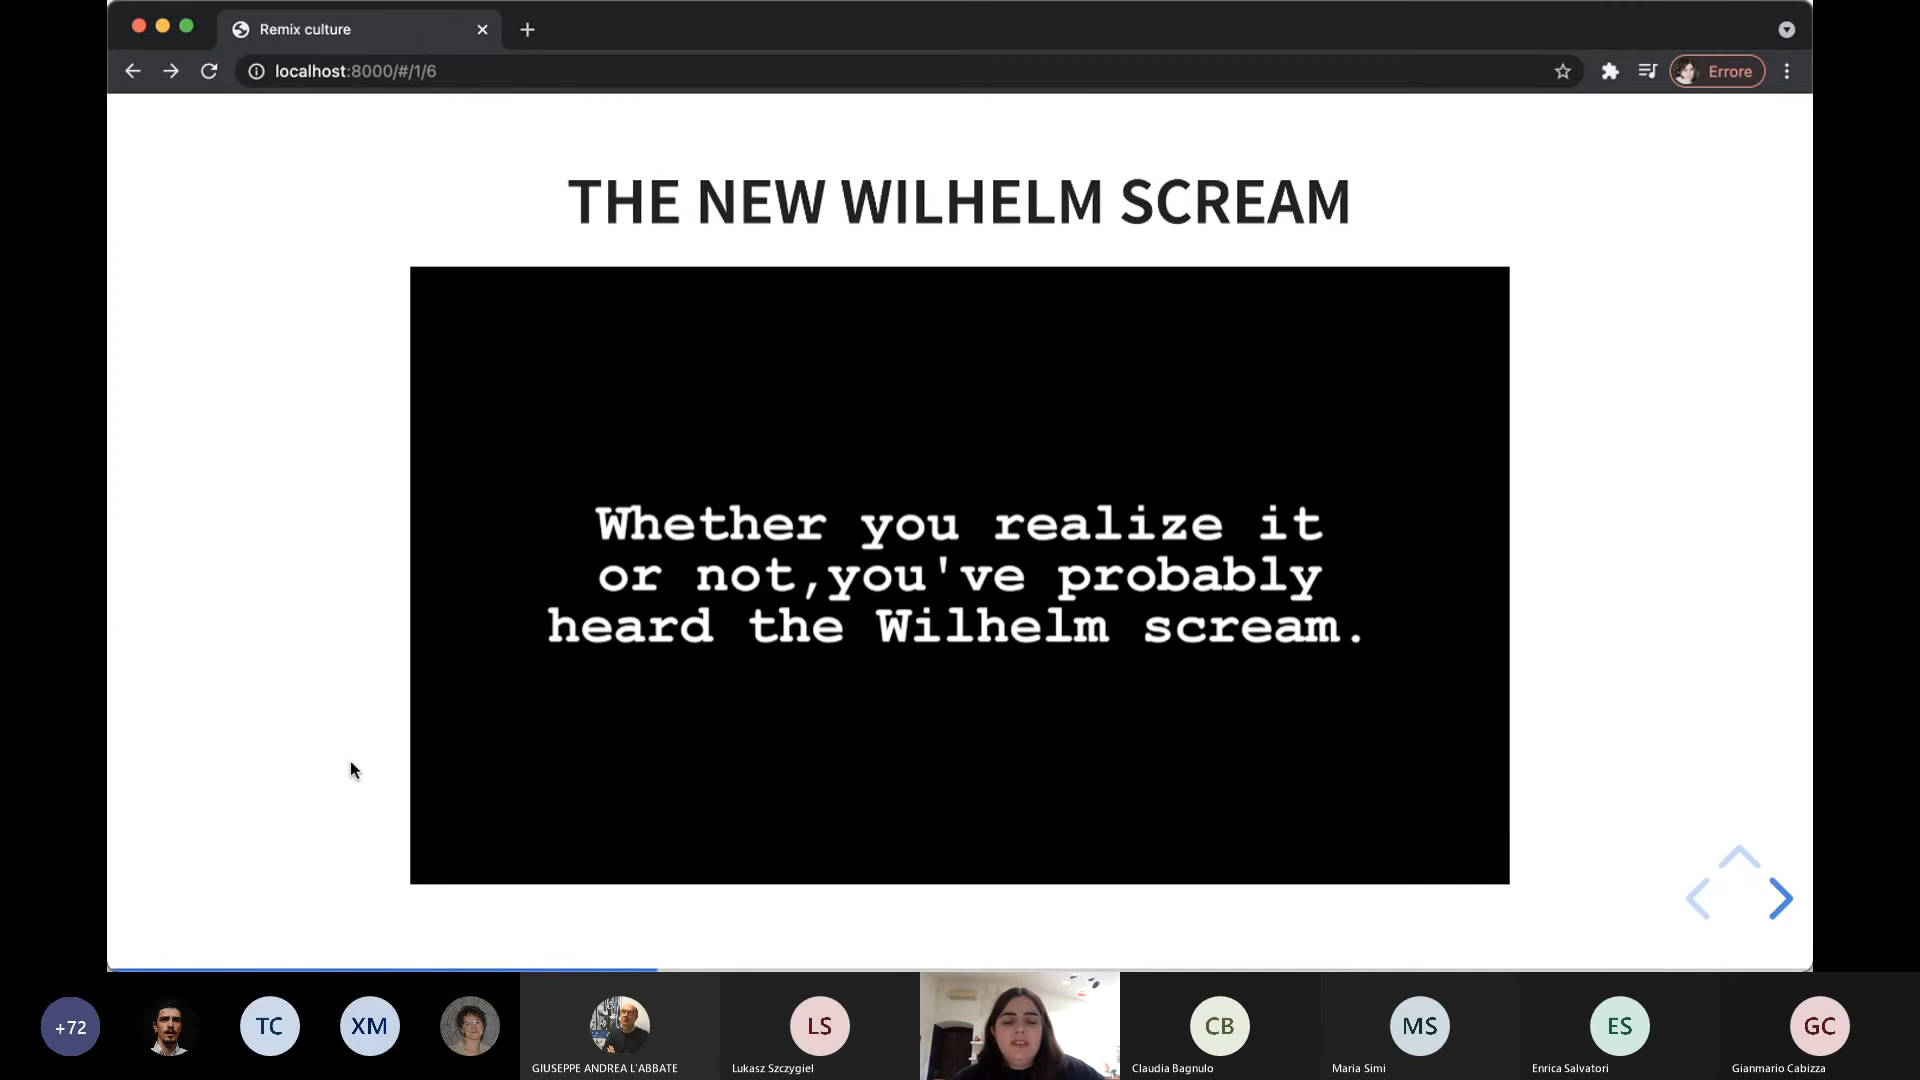 Remix culture
localhost:8000/#/1/6
Errore
THE NEW WILHELM SCREAM
Whether you realize it
or not,you've probably
heard the Wilhelm scream.
+72
TC
XM
GIUSEPPE ANDREA L'ABBATE
LS
Lukasz Szczygiel
CB
Claudia Bagnulo
MS
Maria Simi
ES
Enrica Salvatori
GC
Gianmario Cabizza